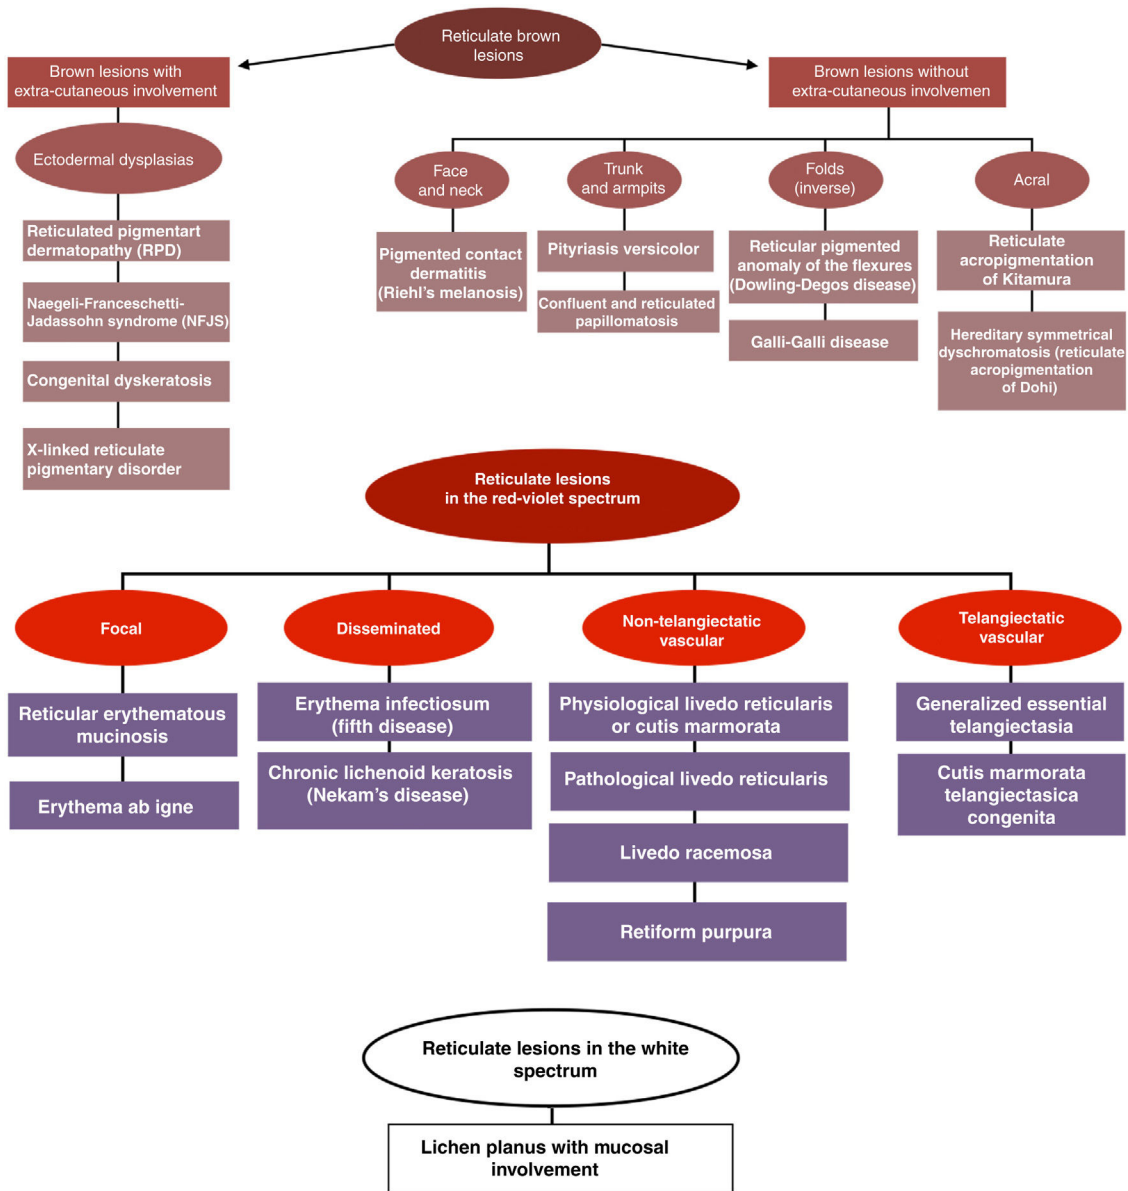 Reticulate brown
lesions
Brown lesions with
extra-cutaneous involvement
Brown lesions without
extra-cutaneous involvemen
Ectodermal dysplasias
Face
and neck
Trunk
and armpits
Folds
(inverse)
Acral
Reticulated pigmentart
dermatopathy (RPD)
Naegeli-Franceschetti-
Jadassohn syndrome (NFJS)
Congenital dyskeratosis
X-linked reticulate
pigmentary disorder
Pigmented contact
dermatitis
(Riehl's melanosis)
Pityriasis versicolor
Confluent and reticulated
papillomatosis
Reticular pigmented
anomaly of the flexures
(Dowling-Degos disease)
Galli-Galli disease
Reticulate
acropigmentation
of Kitamura
Hereditary symmetrical
dyschromatosis (reticulate
acropigmentation
of Dohi)
Reticulate lesions
in the red-violet spectrum
Focal
Disseminated
Non-telangiectatic
vascular
Telangiectatic
vascular
Reticular erythematous
mucinosis
Erythema ab igne
Erythema infectiosum
(fifth disease)
Chronic lichenoid keratosis
(Nekam's disease)
Physiological livedo reticularis
or cutis marmorata
Pathological livedo reticularis
Livedo racemosa
Retiform purpura
Generalized essential
telangiectasia
Cutis marmorata
telangiectasica
congenita
Reticulate lesions in the white
spectrum
Lichen planus with mucosal
involvement